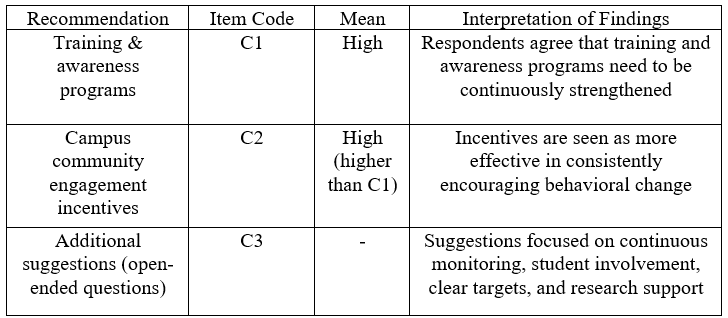 Recommendation Item Code Mean Interpretation of Findings
Training & C1 High Respondents agree that training and
awareness awareness programs need to be
programs continuously strengthened
Campus C2 High Incentives are seen as more
community (higher effective in consistently
engagement than C1) encouraging behavioral change
incentives
Additional C3 - Suggestions focused on continuous
suggestions (open- monitoring, student involvement,
ended questions) clear targets, and research support